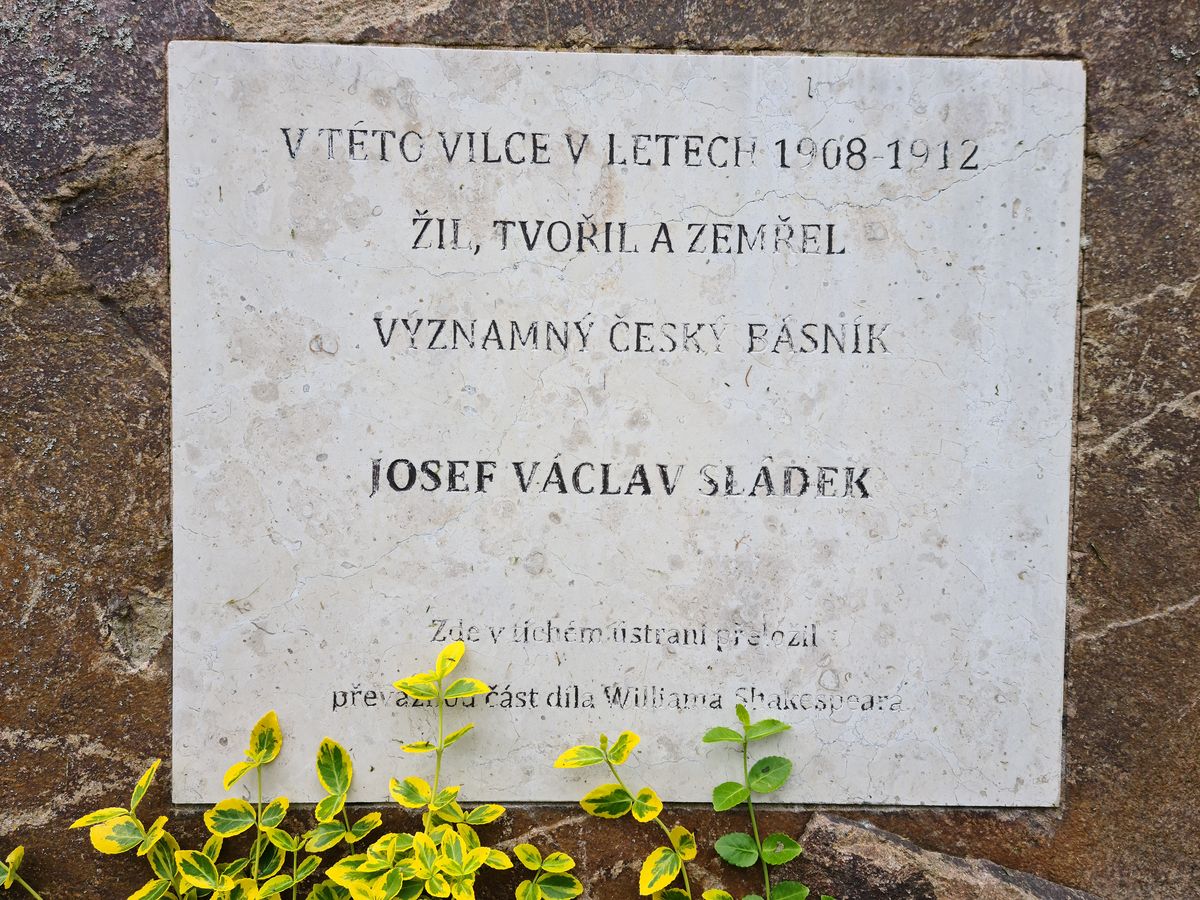 V TÉTO VILCE V LETECH 1908-1912
ŽIL, TVOŘIL A ZEMŘEL
VÝZNAMNÝ ČESKÝ BÁSNÍK
JOSEF VÁCLAV SLÁDEK
Zde v tichém ústraní přeložil
převážnou část díla Williama Shakespeara